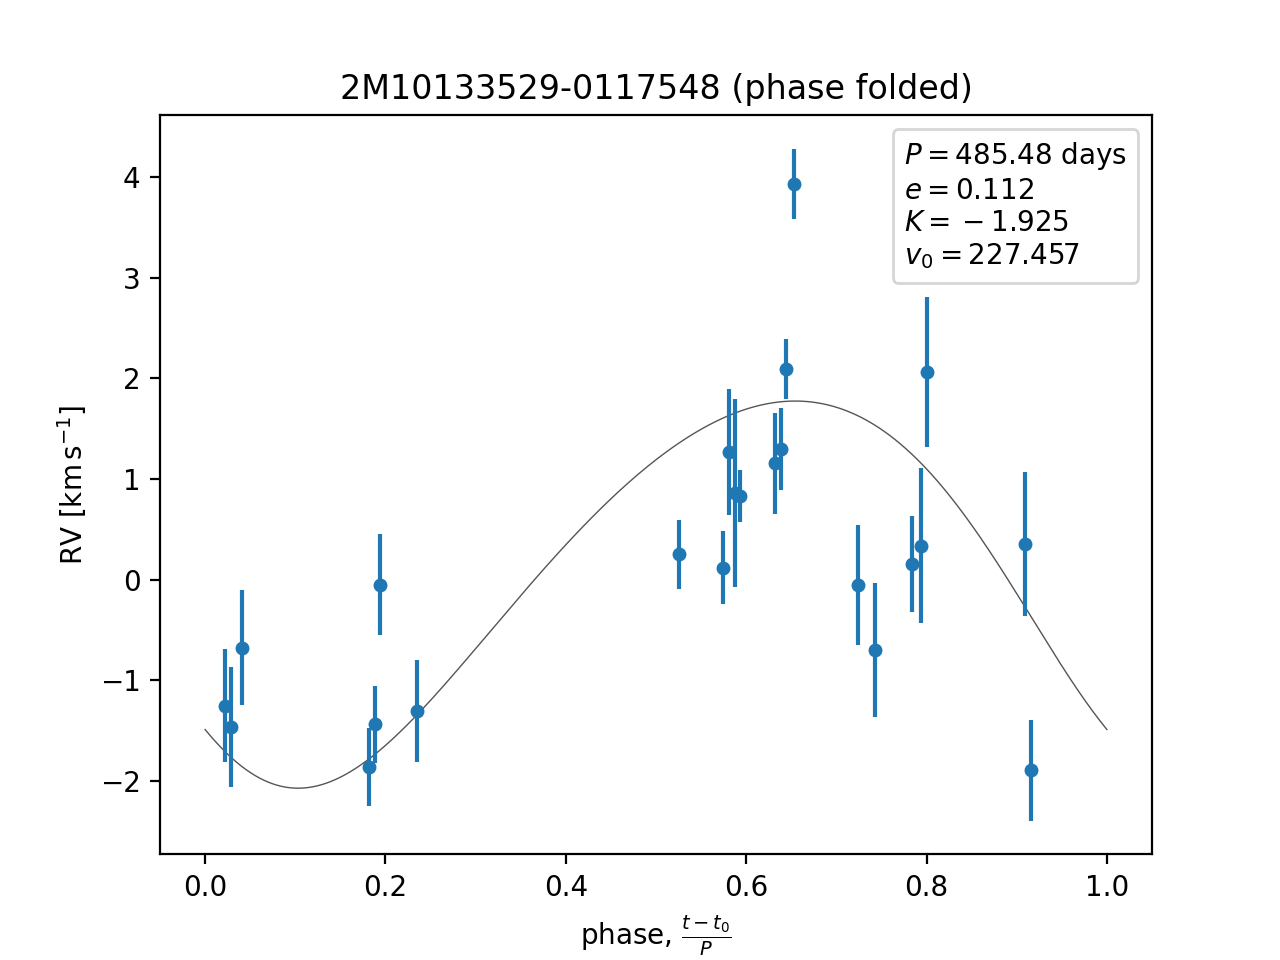 2M10133529-0117548 (phase folded)
P = 485.48 days
e = 0.112
K = −1.925
v₀ = 227.457
RV [km s⁻¹]
4
3
2
1
0
−1
−2
0.0 0.2 0.4 0.6 0.8 1.0
phase, (t − t₀)/P